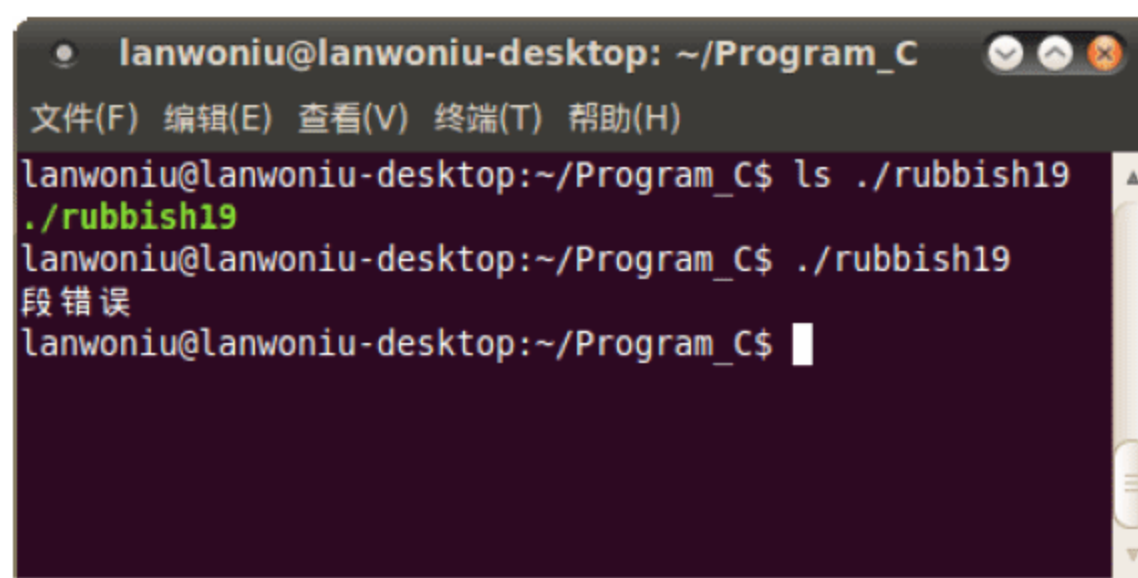 lanwoniu@lanwoniu-desktop: ~/Program_C
文件(F) 编辑(E) 查看(V) 终端(T) 帮助(H)
lanwoniu@lanwoniu-desktop:~/Program_C$ ls ./rubbish19
./rubbish19
lanwoniu@lanwoniu-desktop:~/Program_C$ ./rubbish19
段错误
lanwoniu@lanwoniu-desktop:~/Program_C$